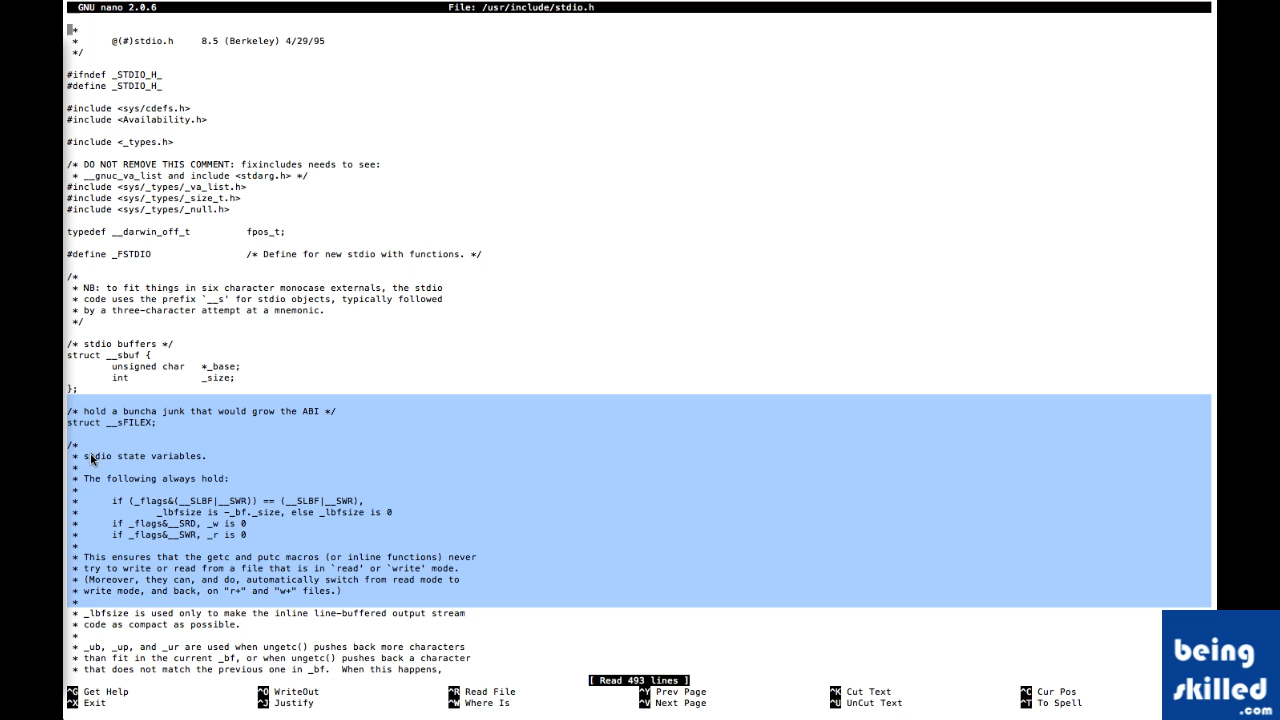 GNU nano 2.0.6 File: /usr/include/stdio.h
*
* @(#)stdio.h 8.5 (Berkeley) 4/29/95
*/
#ifndef _STDIO_H_
#define _STDIO_H_
#include <sys/cdefs.h>
#include <Availability.h>
#include <_types.h>
/* DO NOT REMOVE THIS COMMENT: fixincludes needs to see:
* __gnuc_va_list and include <stdarg.h> */
#include <sys/_types/_va_list.h>
#include <sys/_types/_size_t.h>
#include <sys/_types/_null.h>
typedef __darwin_off_t fpos_t;
#define _FSTDIO /* Define for new stdio with functions. */
/*
* NB: to fit things in six character monocase externals, the stdio
* code uses the prefix `__s' for stdio objects, typically followed
* by a three-character attempt at a mnemonic.
*/
/* stdio buffers */
struct __sbuf {
unsigned char *_base;
int _size;
};
/* hold a buncha junk that would grow the ABI */
struct __sFILEX;
/*
* stdio state variables.
*
* The following always hold:
*
* if (_flags&(__SLBF|__SWR)) == (__SLBF|__SWR),
* _lbfsize is -_bf._size, else _lbfsize is 0
* if _flags&__SRD, _w is 0
* if _flags&__SWR, _r is 0
*
* This ensures that the getc and putc macros (or inline functions) never
* try to write or read from a file that is in `read' or `write' mode.
* (Moreover, they can, and do, automatically switch from read mode to
* write mode, and back, on "r+" and "w+" files.)
*
* _lbfsize is used only to make the inline line-buffered output stream
* code as compact as possible.
*
* _ub, _up, and _ur are used when ungetc() pushes back more characters
* than fit in the current _bf, or when ungetc() pushes back a character
* that does not match the previous one in _bf. When this happens,
[ Read 493 lines ]
^G Get Help ^O WriteOut ^R Read File ^Y Prev Page ^K Cut Text ^C Cur Pos
^X Exit ^J Justify ^W Where Is ^V Next Page ^U UnCut Text ^T To Spell
being
skilled
.com